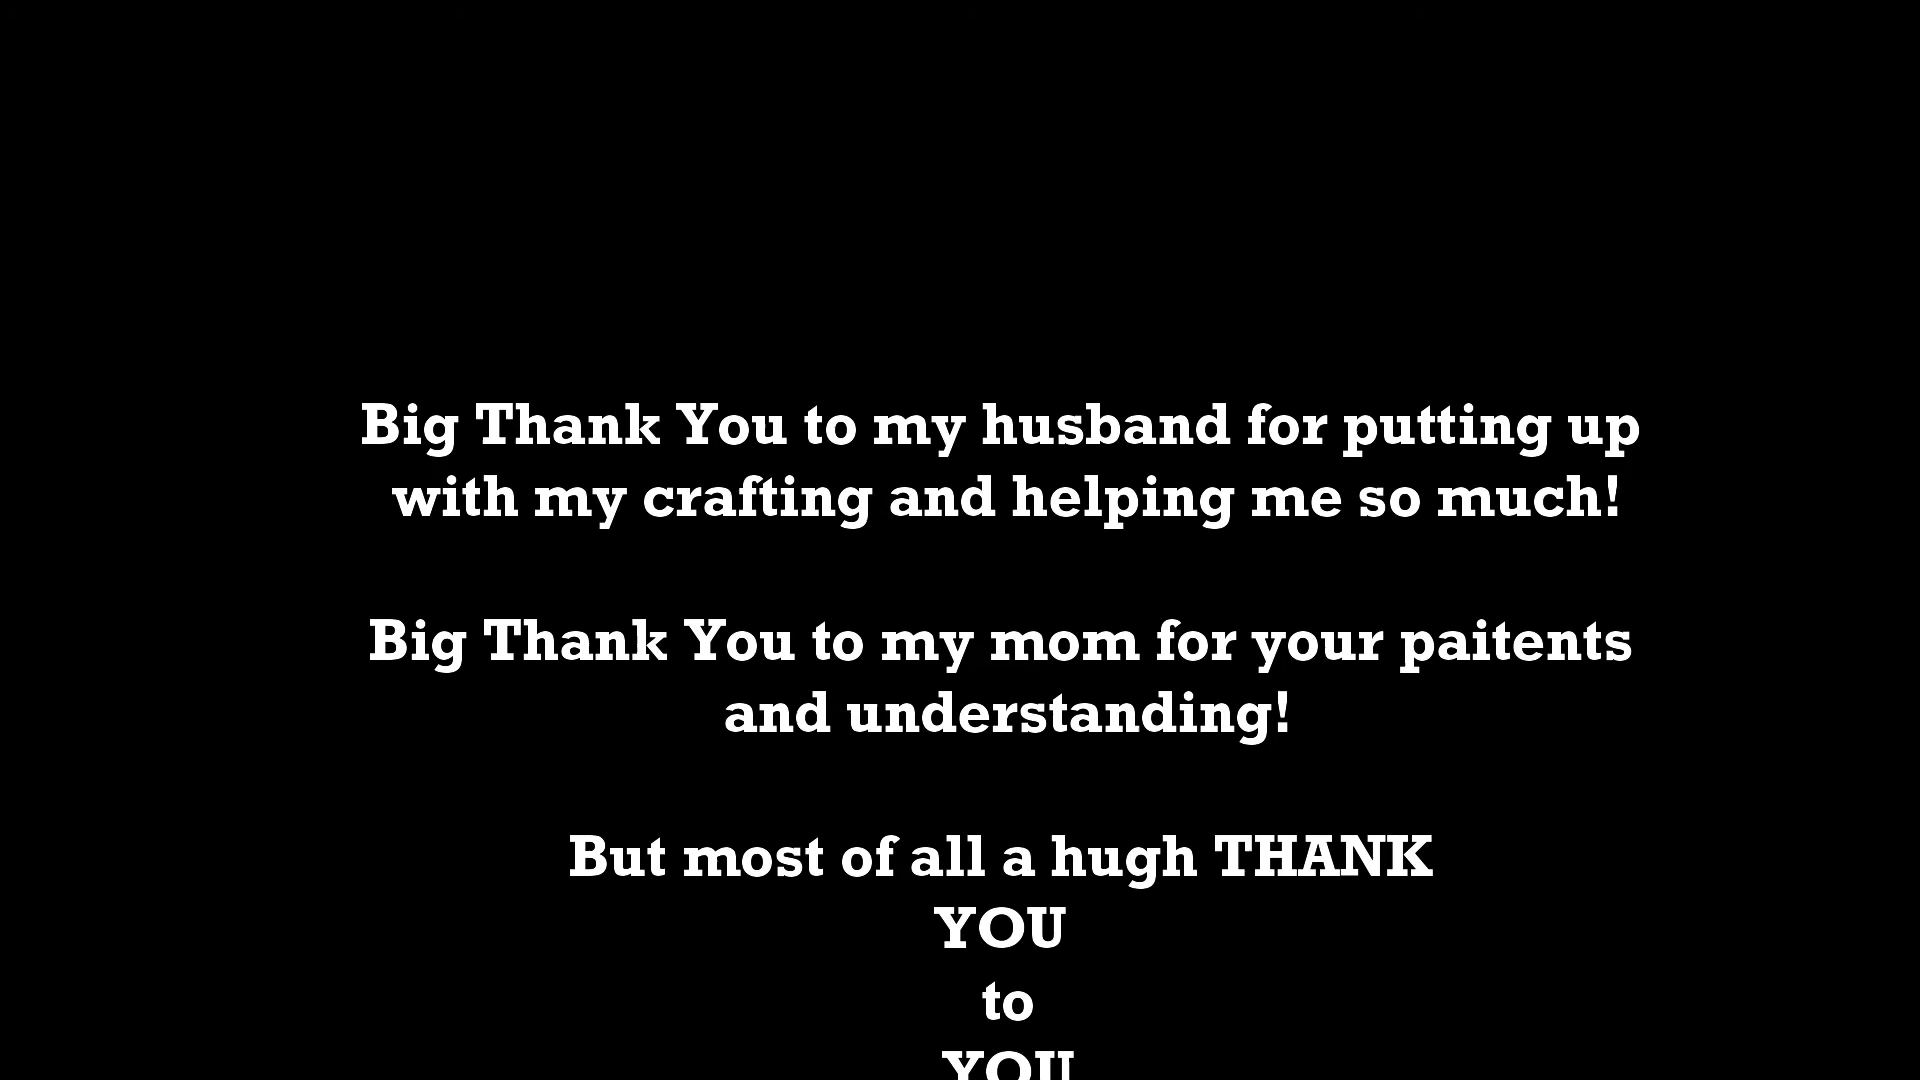 Big Thank You to my husband for putting up
with my crafting and helping me so much!
Big Thank You to my mom for your paitents
and understanding!
But most of all a hugh THANK
YOU
to
YOU